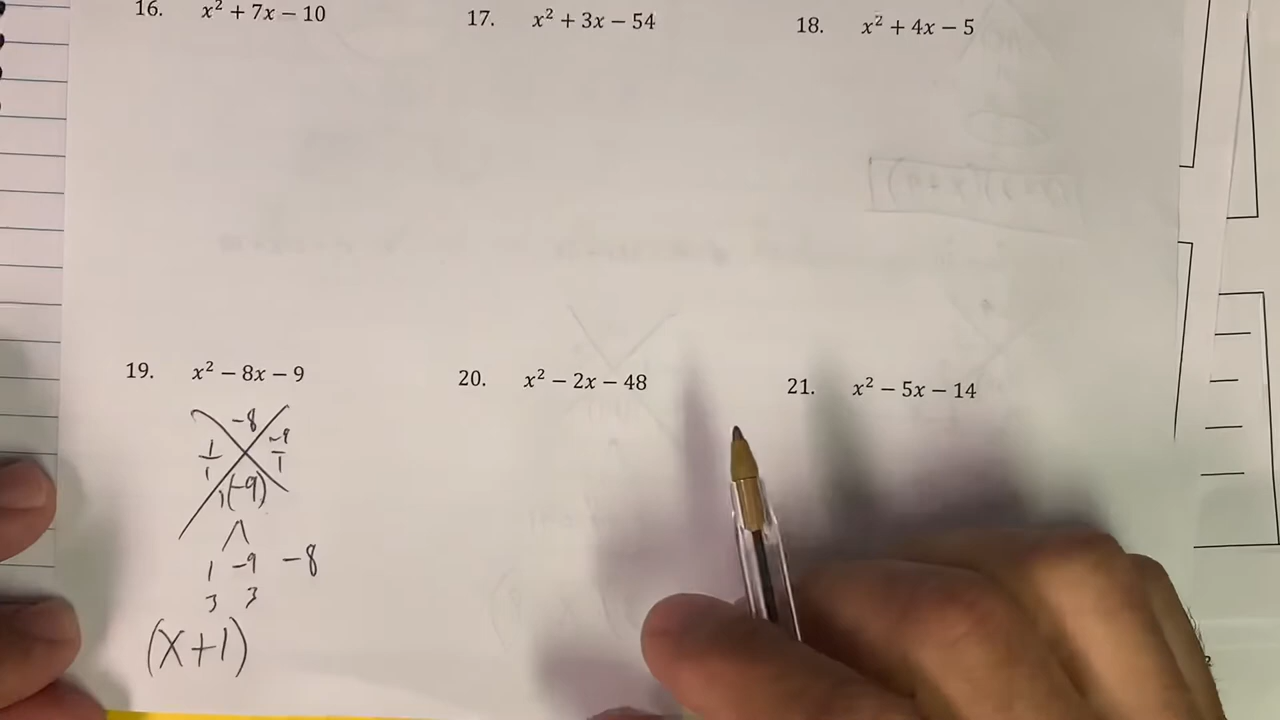 16. x² + 7x − 10
17. x² + 3x − 54
18. x² + 4x − 5
19. x² − 8x − 9
20. x² − 2x − 48
21. x² − 5x − 14
-8
1/1 -9/1
1(-9)
1 -9 -8
3 3
(x+1)